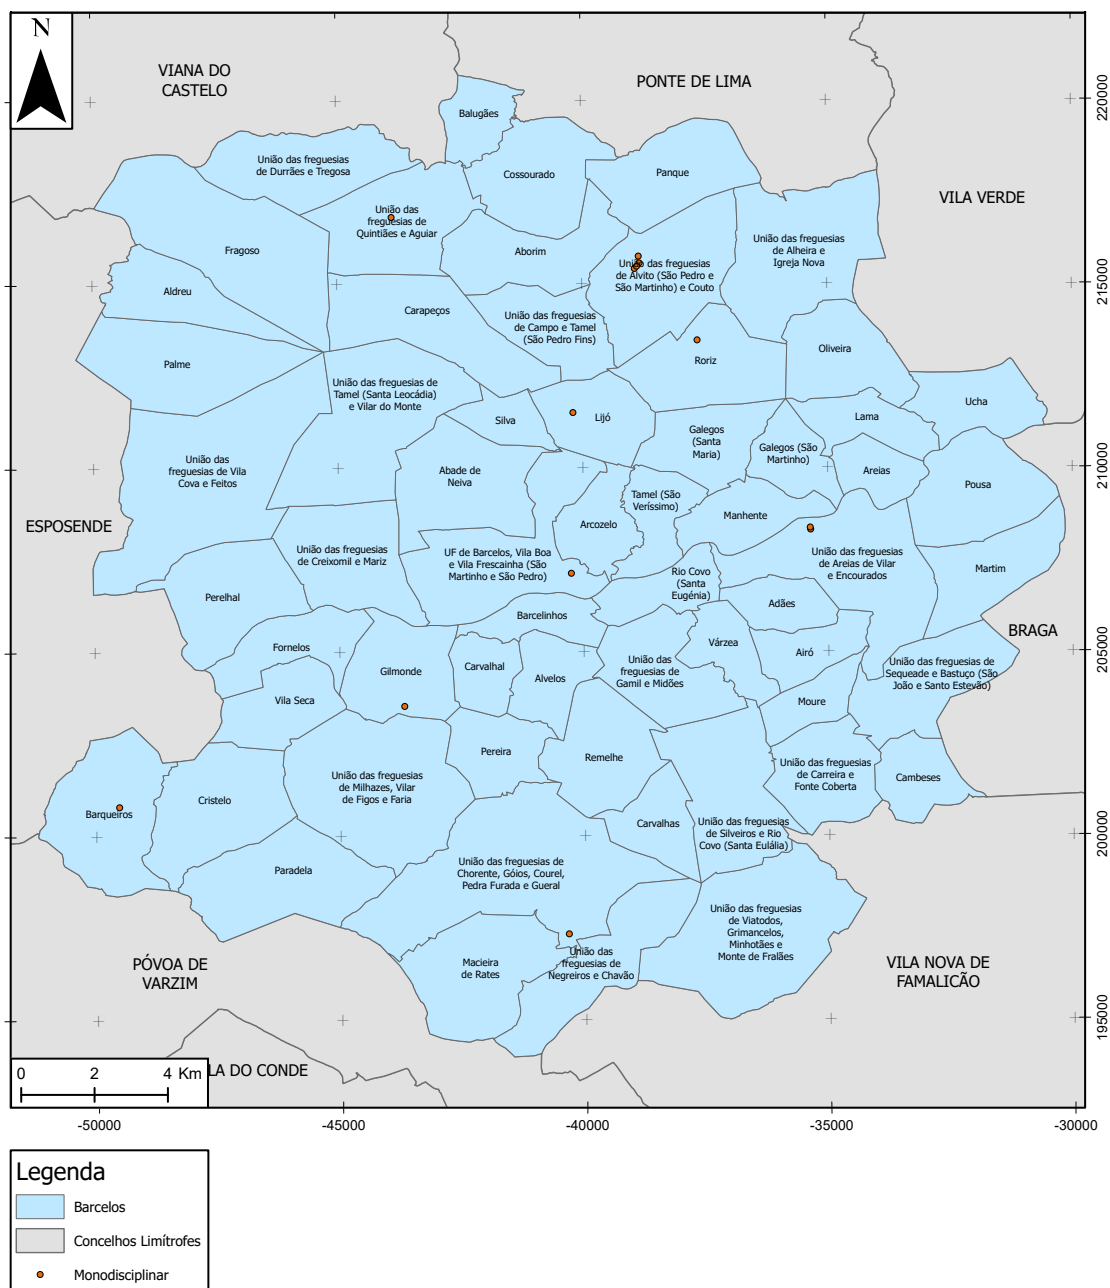 N
VIANA DO
CASTELO
PONTE DE LIMA
VILA VERDE
Balugães
União das freguesias
de Durrães e Tregosa
Cossourado
Panque
União das
freguesias de
Quintiães e Aguiar
União das freguesias
de Alheira e
Igreja Nova
Fragoso
Aborim
União das freguesias
de Alvito (São Pedro e
São Martinho) e Couto
Aldreu
Carapeços
União das freguesias
de Campo e Tamel
(São Pedro Fins)
Oliveira
Palme
Roriz
União das freguesias de
Tamel (Santa Leocádia)
e Vilar do Monte
Ucha
Silva
Lijó
Lama
Galegos
(Santa
Maria)
Galegos (São
Martinho)
União das
freguesias de Vila
Cova e Feitos
Abade de
Neiva
Areias
Pousa
Tamel (São
Veríssimo)
ESPOSENDE
Arcozelo
Manhente
União das freguesias
de Creixomil e Mariz
UF de Barcelos, Vila Boa
e Vila Frescainha (São
Martinho e São Pedro)
União das freguesias
de Areias de Vilar
e Encourados
Martim
Rio Covo
(Santa
Eugénia)
Perelhal
Adães
Barcelinhos
BRAGA
Fornelos
Várzea
Airó
Gilmonde
Carvalhal
Alvelos
União das
freguesias de
Gamil e Midões
União das freguesias de
Sequeade e Bastuço (São
João e Santo Estevão)
Vila Seca
Moure
Pereira
Remelhe
União das freguesias
de Milhazes, Vilar
de Figos e Faria
União das freguesias
de Carreira e
Fonte Coberta
Cambeses
Cristelo
Barqueiros
Carvalhas
União das freguesias
de Silveiros e Rio
Covo (Santa Eulália)
Paradela
União das freguesias de
Chorente, Góios, Courel,
Pedra Furada e Gueral
União das freguesias
de Viatodos,
Grimancelos,
Minhotães e
Monte de Fralães
União das
freguesias de
Negreiros e Chavão
Macieira
de Rates
PÓVOA DE
VARZIM
VILA NOVA DE
FAMALICÃO
LA DO CONDE
0 2 4 Km
220000
215000
210000
205000
200000
195000
-50000 -45000 -40000 -35000 -30000
Legenda
Barcelos
Concelhos Limítrofes
Monodisciplinar